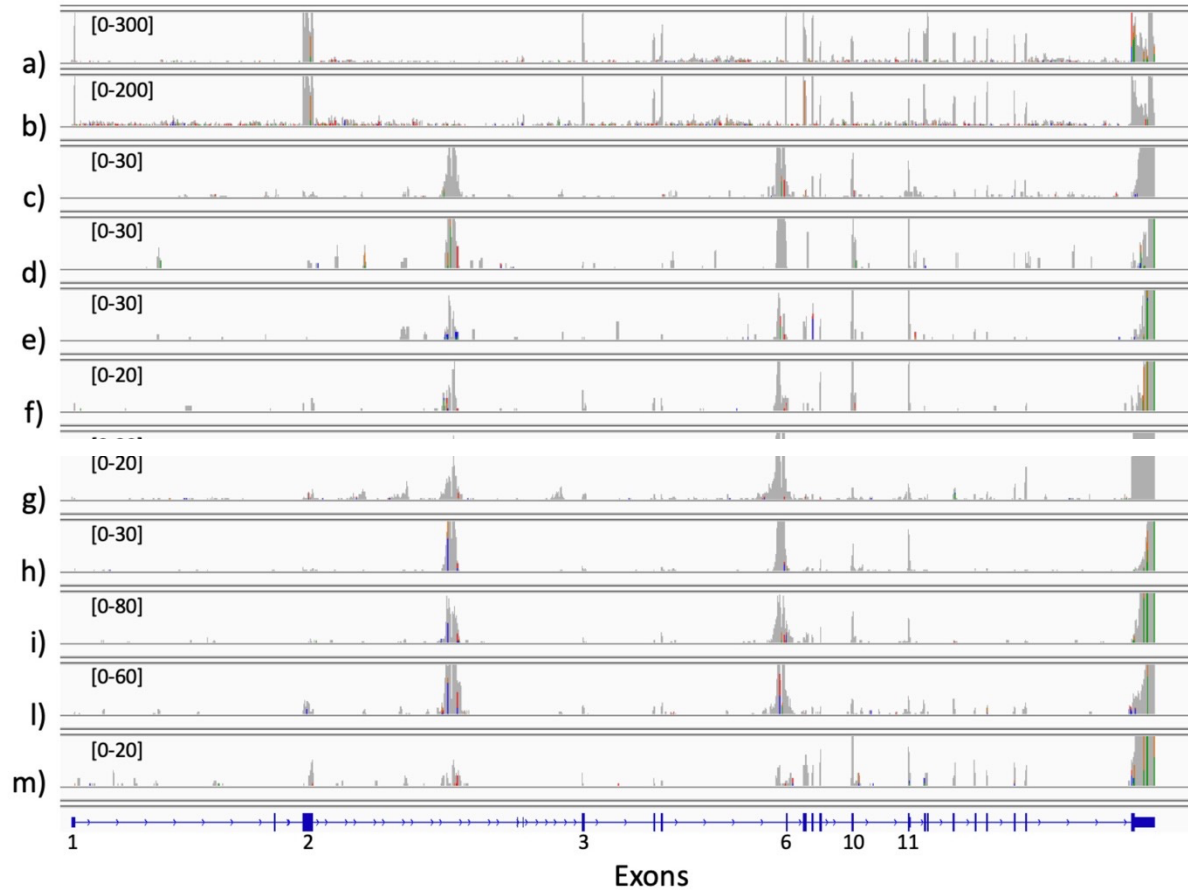 [0-300]
a)
[0-200]
b)
[0-30]
c)
[0-30]
d)
[0-30]
e)
[0-20]
f)
[0-20]
g)
[0-30]
h)
[0-80]
i)
[0-60]
l)
[0-20]
m)
1 2 3 6 10 11
Exons